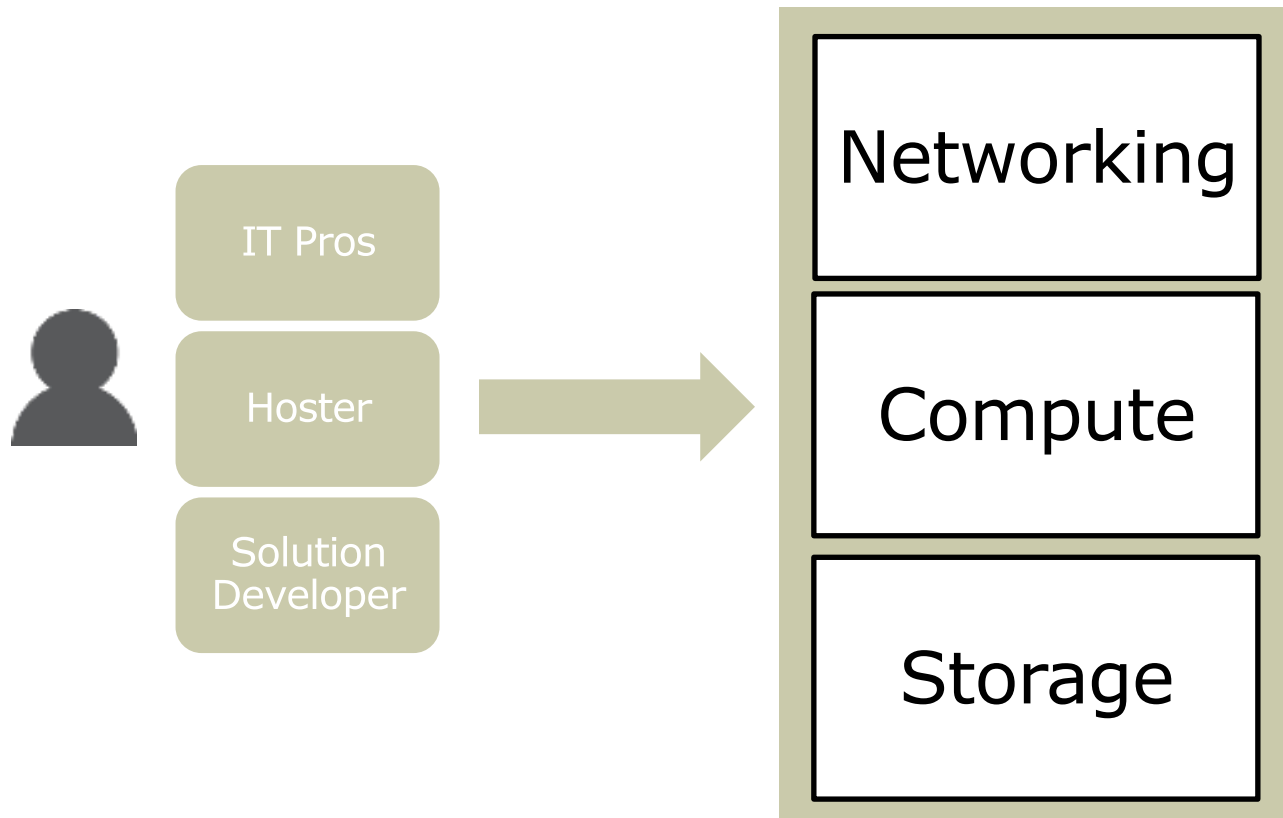 IT Pros
Hoster
Solution
Developer
Networking
Compute
Storage